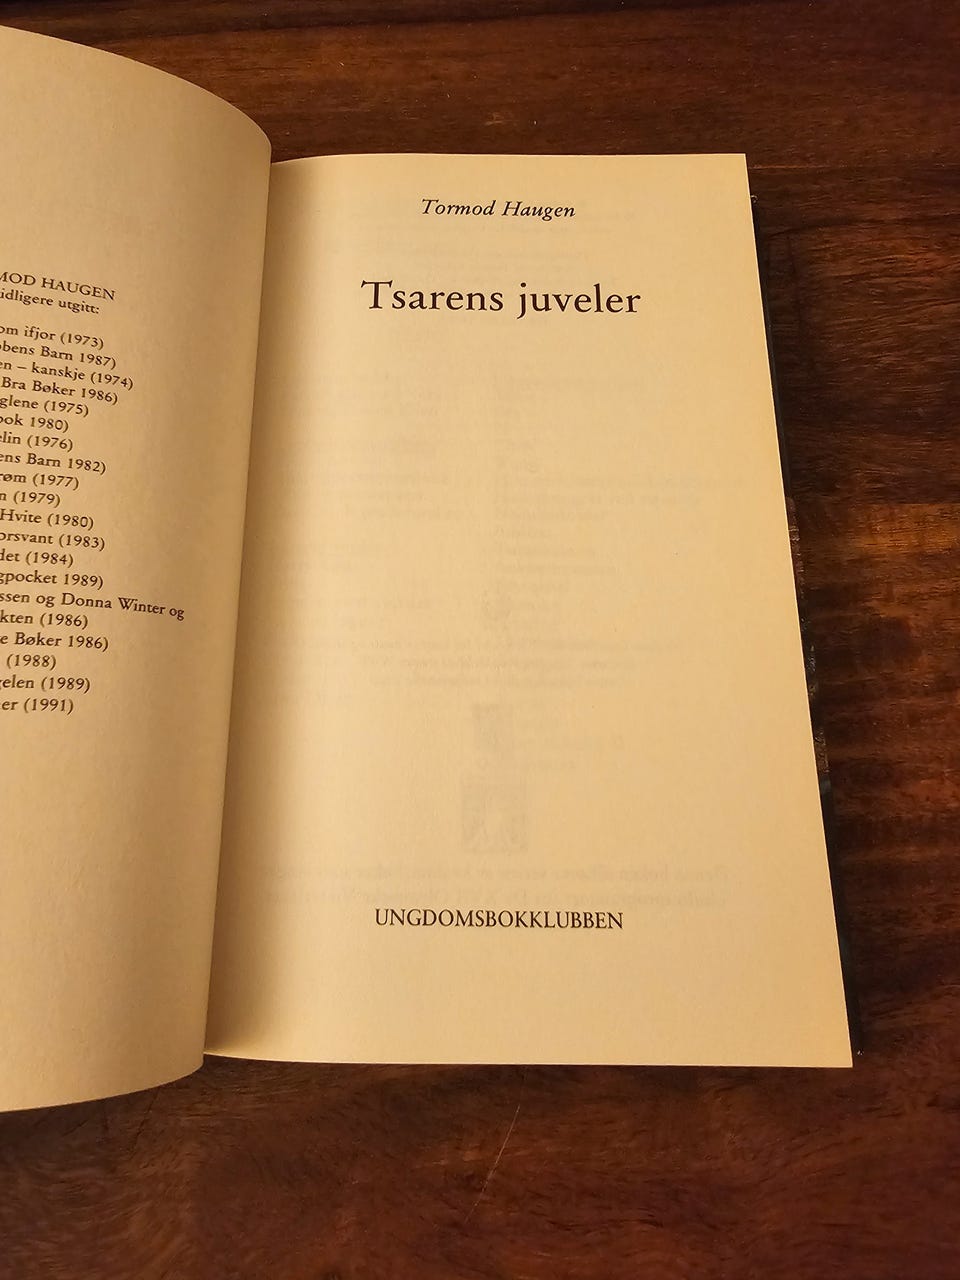 MOD HAUGEN
idligere utgitt:
om ifjor (1973)
bens Barn 1987)
en – kanskje (1974)
Bra Bøker 1986)
glene (1975)
ook 1980)
elin (1976)
ens Barn 1982)
røm (1977)
n (1979)
Hvite (1980)
orsvant (1983)
det (1984)
gpocket 1989)
ssen og Donna Winter og
kten (1986)
e Bøker 1986)
(1988)
gelen (1989)
er (1991)
Tormod Haugen
Tsarens juveler
UNGDOMSBOKKLUBBEN